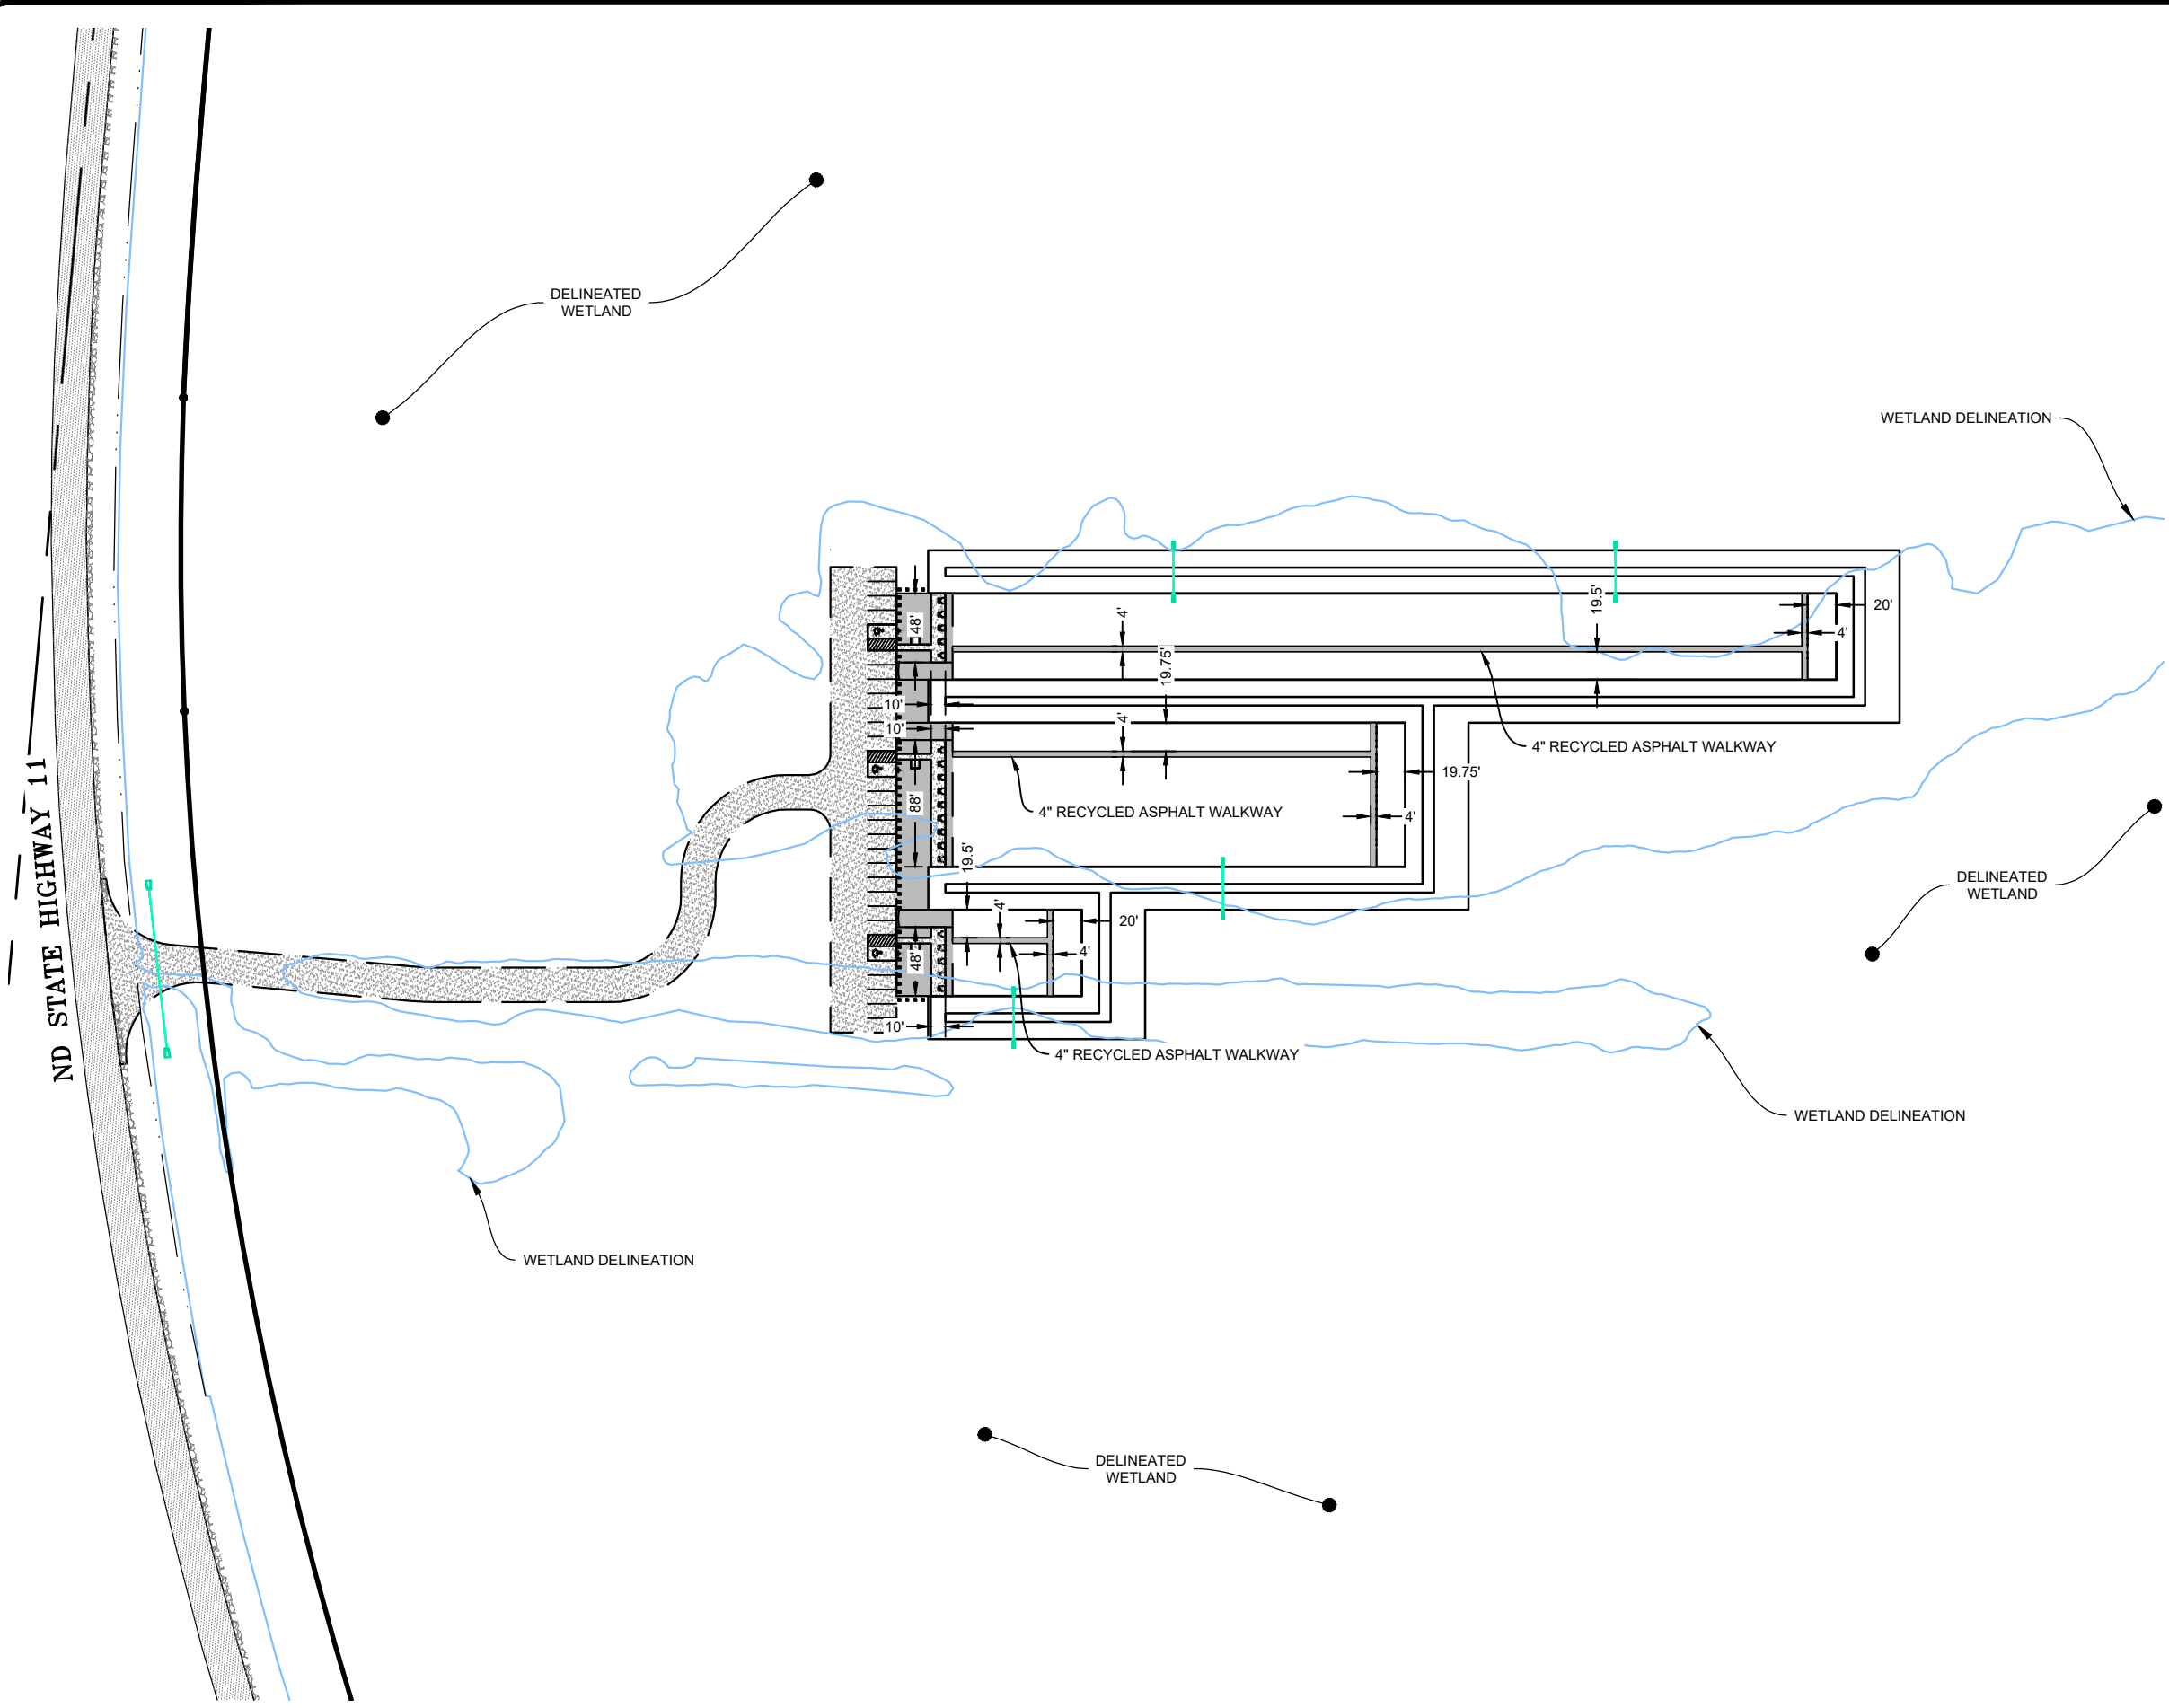 DELINEATED
WETLAND
WETLAND DELINEATION
48'
4'
19.5'
20'
4'
19.75'
10'
10'
4'
4" RECYCLED ASPHALT WALKWAY
19.75'
88'
4" RECYCLED ASPHALT WALKWAY
4'
19.5'
DELINEATED
WETLAND
4'
20'
48'
4'
10'
4" RECYCLED ASPHALT WALKWAY
ND STATE HIGHWAY 11
WETLAND DELINEATION
WETLAND DELINEATION
DELINEATED
WETLAND